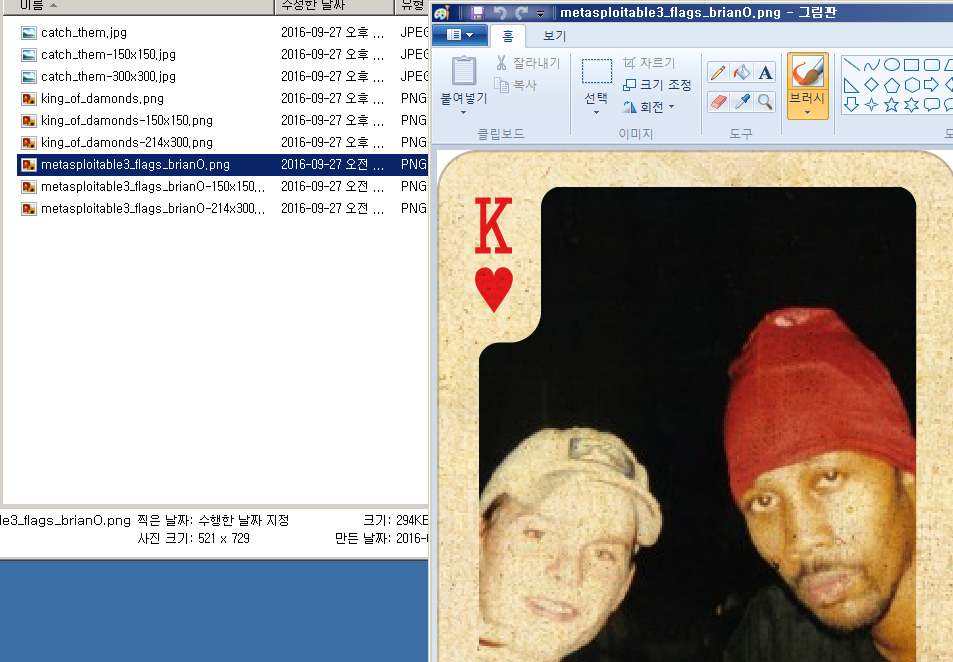 이름 수정한 날짜 유형
catch_them.jpg 2016-09-27 오후 ... JPEG
catch_them-150x150.jpg 2016-09-27 오후 ... JPEG
catch_them-300x300.jpg 2016-09-27 오후 ... JPEG
king_of_damonds.png 2016-09-27 오후 ... PNG
king_of_damonds-150x150.png 2016-09-27 오후 ... PNG
king_of_damonds-214x300.png 2016-09-27 오후 ... PNG
metasploitable3_flags_brianO.png 2016-09-27 오전 ... PNG
metasploitable3_flags_brianO-150x150... 2016-09-27 오전 ... PNG
metasploitable3_flags_brianO-214x300... 2016-09-27 오전 ... PNG
le3_flags_brianO.png 찍은 날짜: 수행한 날짜 지정 크기: 294KE
사진 크기: 521 x 729 만든 날짜: 2016-
metasploitable3_flags_brianO.png - 그림판
홈 보기
붙여넣기
잘라내기
복사
클립보드
선택
자르기
크기 조정
회전
이미지
A
도구
브러시
도
K